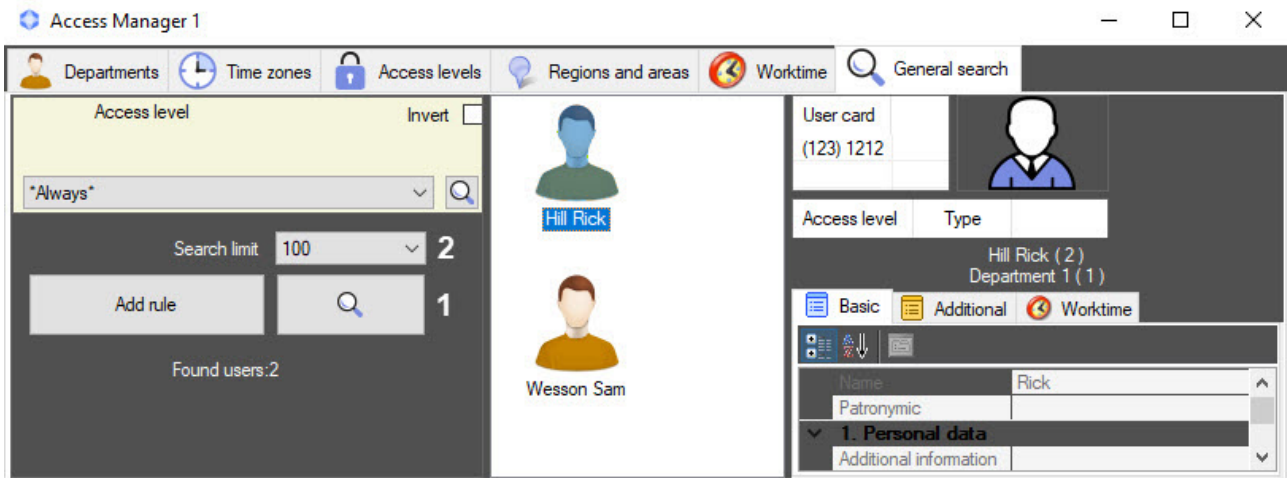 Access Manager 1
Departments Time zones Access levels Regions and areas Worktime General search
Access level Invert
*Always*
Search limit 100 2
Add rule 1
Found users:2
Hill Rick
Wesson Sam
User card
(123) 1212
Access level Type
Hill Rick ( 2 )
Department 1 ( 1 )
Basic Additional Worktime
Name Rick
Patronymic
1. Personal data
Additional information